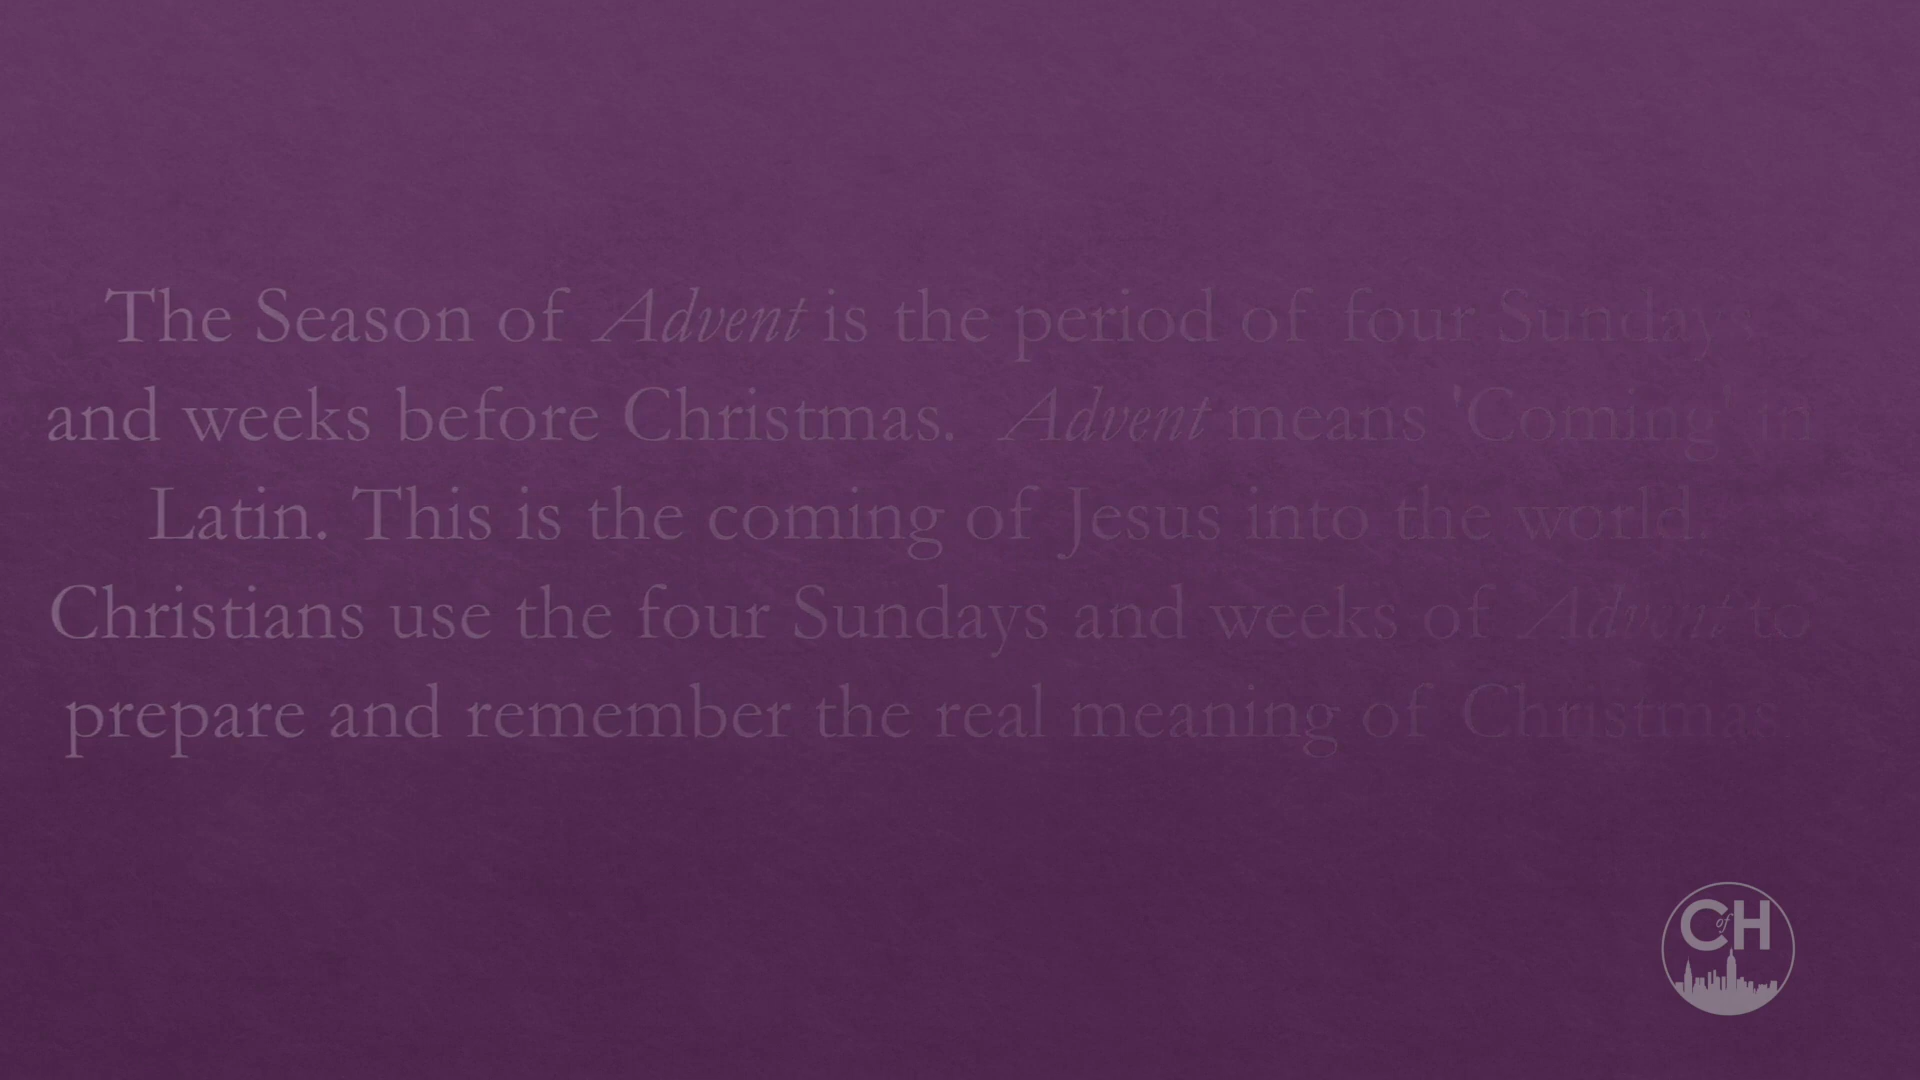 The Season of Advent is the period of four Sundays
and weeks before Christmas. Advent means 'Coming' in
Latin. This is the coming of Jesus into the world.
Christians use the four Sundays and weeks of Advent to
prepare and remember the real meaning of Christmas.
C of H